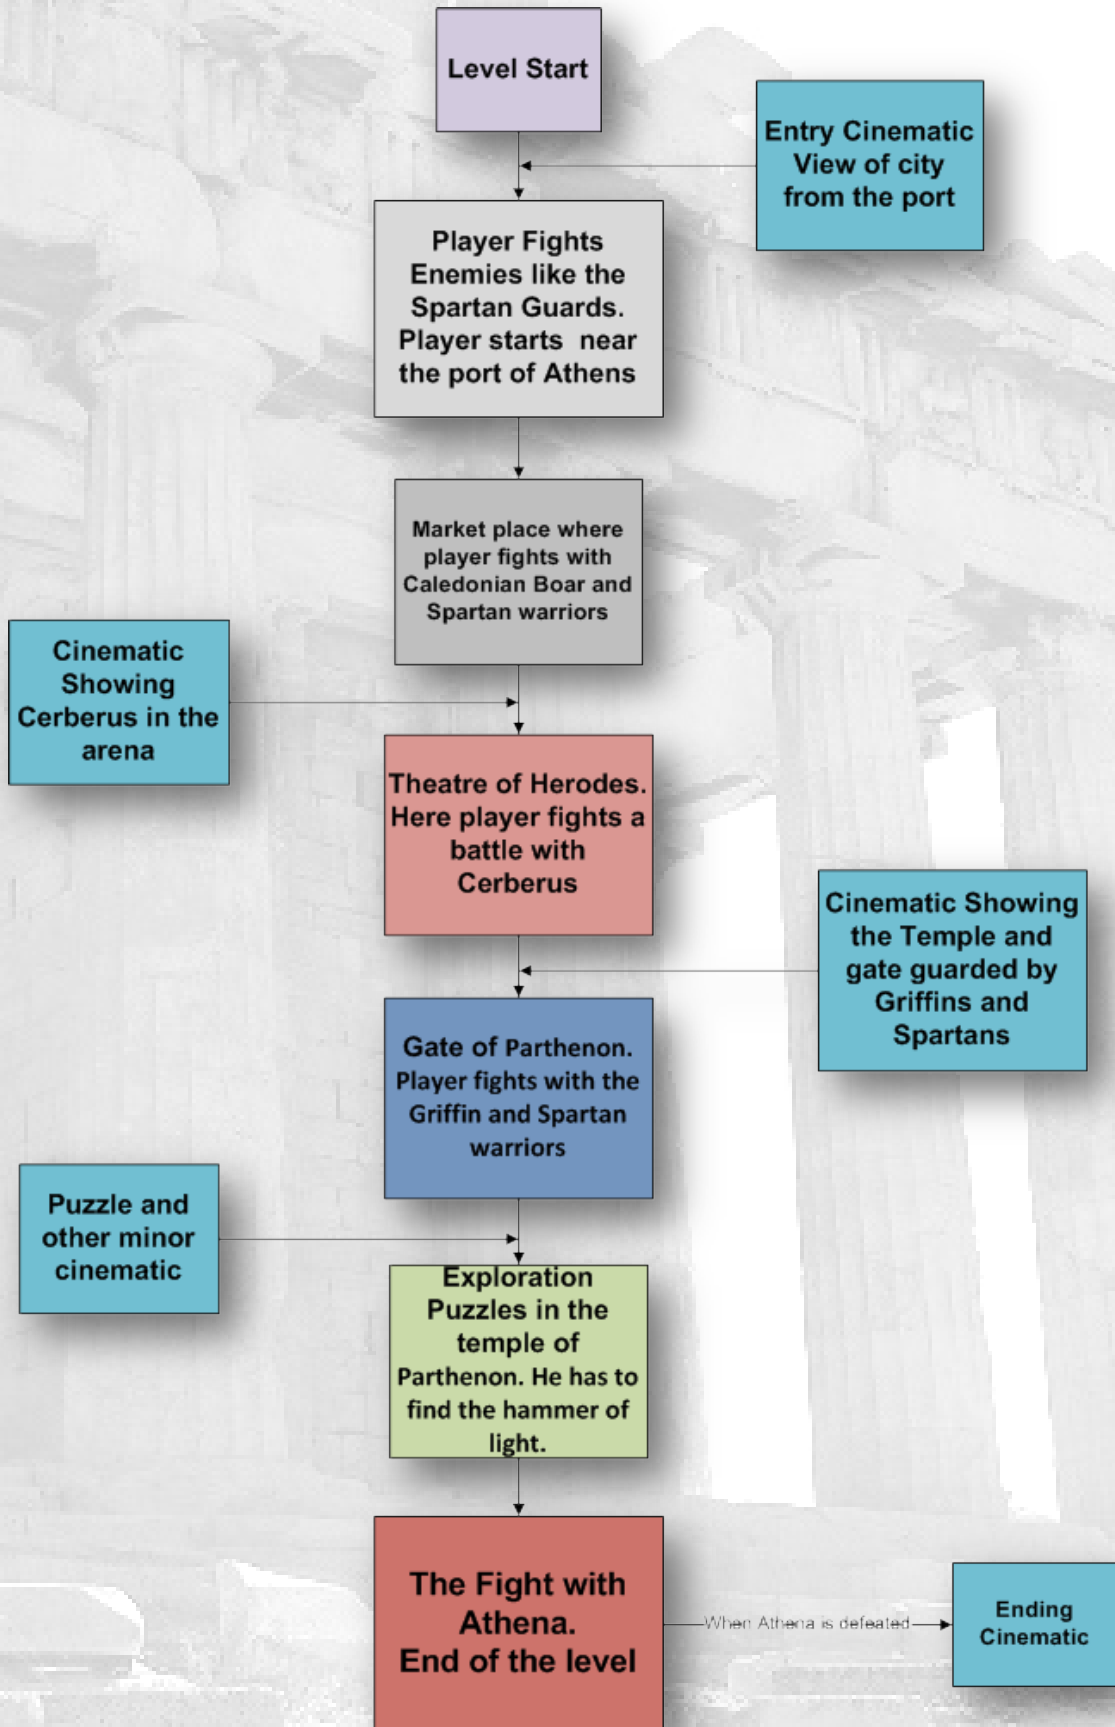 Level Start
Entry Cinematic
View of city
from the port
Player Fights
Enemies like the
Spartan Guards.
Player starts near
the port of Athens
Market place where
player fights with
Caledonian Boar and
Spartan warriors
Cinematic
Showing
Cerberus in the
arena
Theatre of Herodes.
Here player fights a
battle with
Cerberus
Cinematic Showing
the Temple and
gate guarded by
Griffins and
Spartans
Gate of Parthenon.
Player fights with the
Griffin and Spartan
warriors
Puzzle and
other minor
cinematic
Exploration
Puzzles in the
temple of
Parthenon. He has to
find the hammer of
light.
The Fight with
Athena.
End of the level
When Athena is defeated
Ending
Cinematic